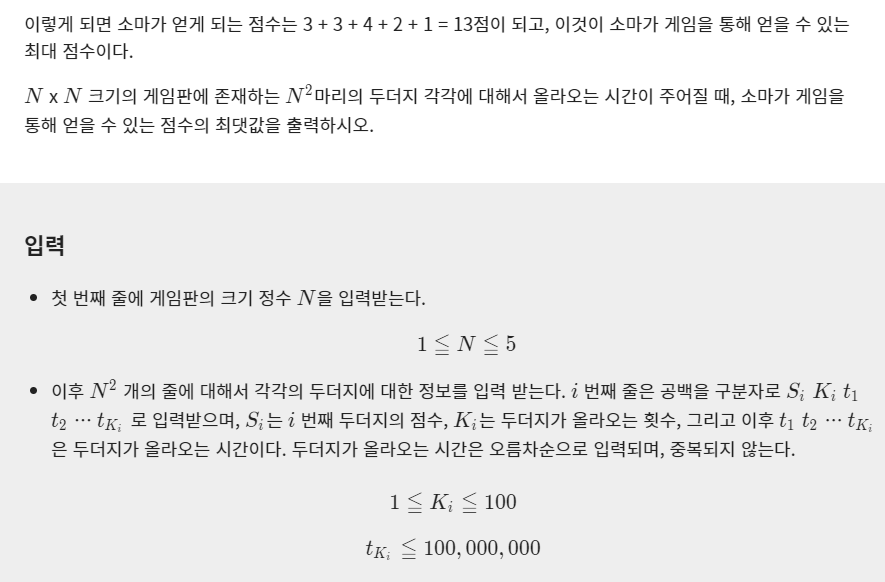 이렇게 되면 소마가 얻게 되는 점수는 3 + 3 + 4 + 2 + 1 = 13점이 되고, 이것이 소마가 게임을 통해 얻을 수 있는
최대 점수이다.
N x N 크기의 게임판에 존재하는 N²마리의 두더지 각각에 대해서 올라오는 시간이 주어질 때, 소마가 게임을
통해 얻을 수 있는 점수의 최댓값을 출력하시오.
입력
• 첫 번째 줄에 게임판의 크기 정수 N을 입력받는다.
1 ≦ N ≦ 5
• 이후 N² 개의 줄에 대해서 각각의 두더지에 대한 정보를 입력 받는다. i 번째 줄은 공백을 구분자로 S_i K_i t_1
t_2 ⋯ t_{K_i} 로 입력받으며, S_i는 i 번째 두더지의 점수, K_i는 두더지가 올라오는 횟수, 그리고 이후 t_1 t_2 ⋯ t_{K_i}
은 두더지가 올라오는 시간이다. 두더지가 올라오는 시간은 오름차순으로 입력되며, 중복되지 않는다.
1 ≦ K_i ≦ 100
t_{K_i} ≦ 100,000,000